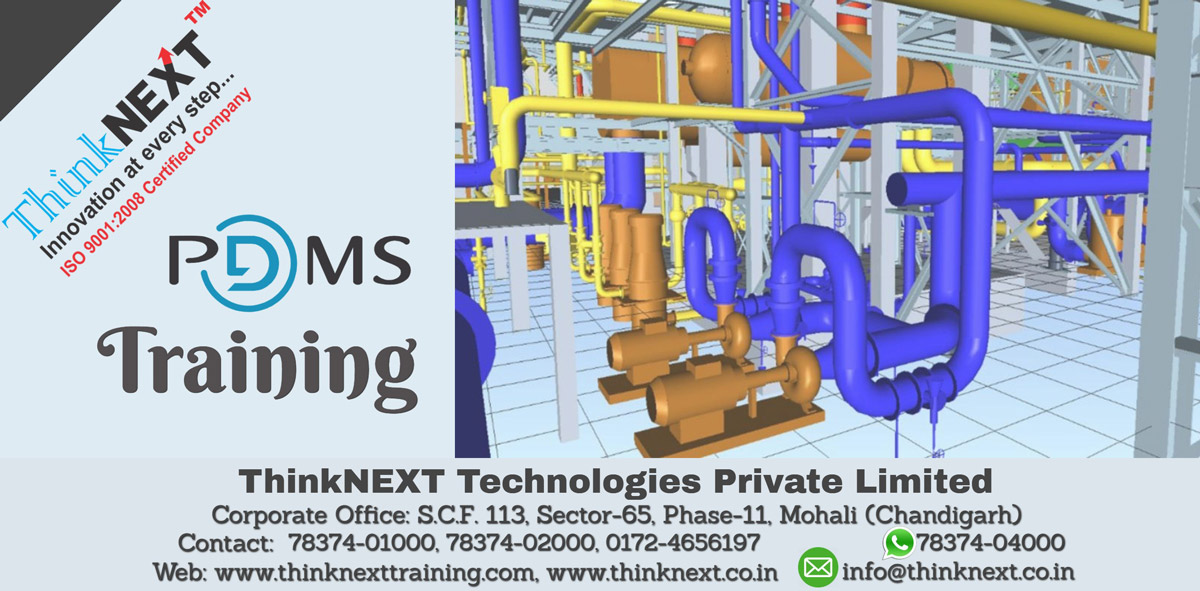 ThinkNEXT™
Innovation at every step...
ISO 9001:2008 Certified Company
PDMS
Training
ThinkNEXT Technologies Private Limited
Corporate Office: S.C.F. 113, Sector-65, Phase-11, Mohali (Chandigarh)
Contact: 78374-01000, 78374-02000, 0172-4656197 78374-04000
Web: www.thinknexttraining.com, www.thinknext.co.in info@thinknext.co.in